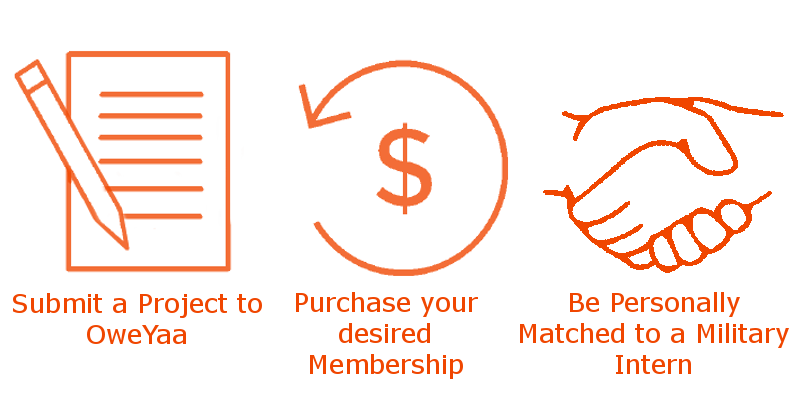 Submit a Project to
OweYaa
Purchase your
desired
Membership
Be Personally
Matched to a Military
Intern